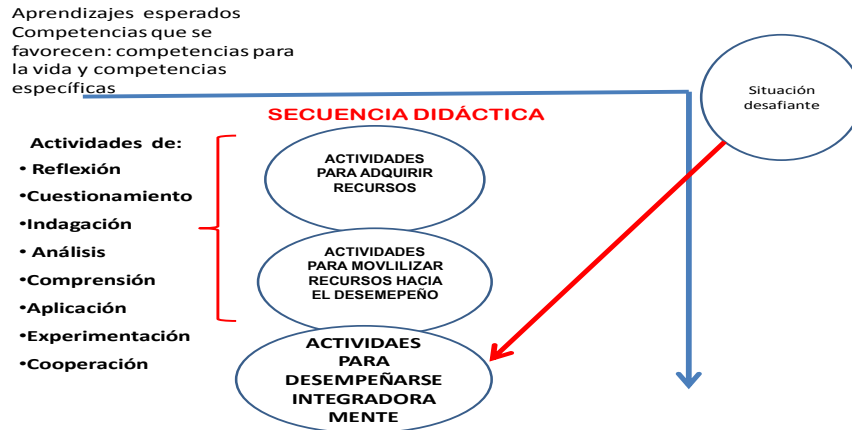 Aprendizajes esperados
Competencias que se
favorecen: competencias para
la vida y competencias
específicas
Situación
desafiante
SECUENCIA DIDÁCTICA
Actividades de:
• Reflexión
•Cuestionamiento
•Indagación
• Análisis
•Comprensión
•Aplicación
•Experimentación
•Cooperación
ACTIVIDADES
PARA ADQUIRIR
RECURSOS
ACTIVIDADES
PARA MOVLILIZAR
RECURSOS HACIA
EL DESEMEPEÑO
ACTIVIDAES
PARA
DESEMPEÑARSE
INTEGRADORA
MENTE